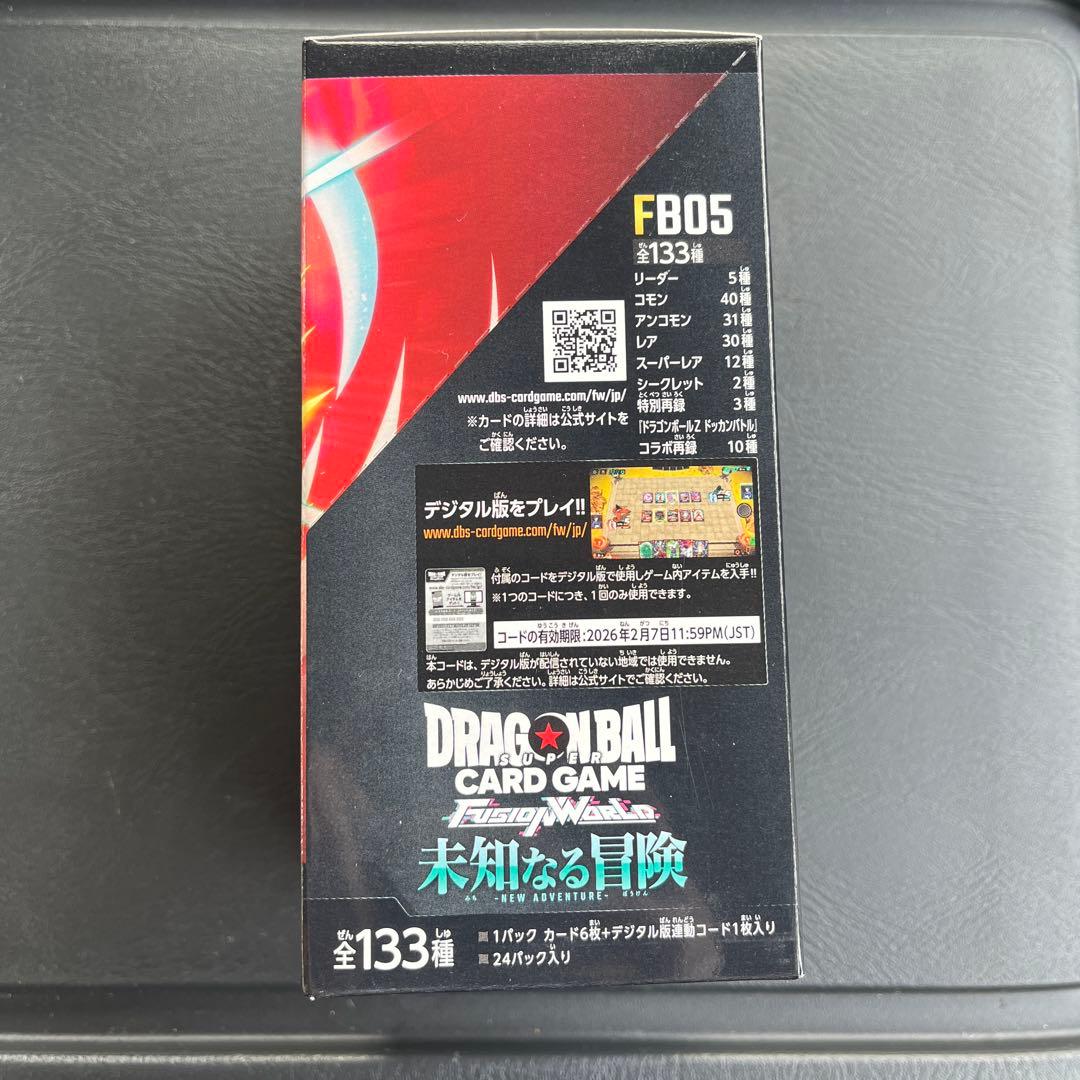 FB05
全133種
リーダー 5種
コモン 40種
アンコモン 31種
レア 30種
スーパーレア 12種
シークレット 2種
特別再録 3種
「ドラゴンボールZ ドッカンバトル」
コラボ再録 10種
www.dbs-cardgame.com/fw/jp/
※カードの詳細は公式サイトを
ご確認ください。
デジタル版をプレイ!!
www.dbs-cardgame.com/fw/jp/
付属のコードをデジタル版で使用しゲーム内アイテムを入手!!
※1つのコードにつき、1回のみ使用できます。
コードの有効期限:2026年2月7日11:59PM(JST)
本コードは、デジタル版が配信されていない地域では使用できません。
あらかじめご了承ください。詳細は公式サイトでご確認ください。
DRAGON BALL
SUPER
CARD GAME
FUSION WORLD
未知なる冒険
-NEW ADVENTURE-
全133種
1パック カード6枚+デジタル版連動コード1枚入り
24パック入り